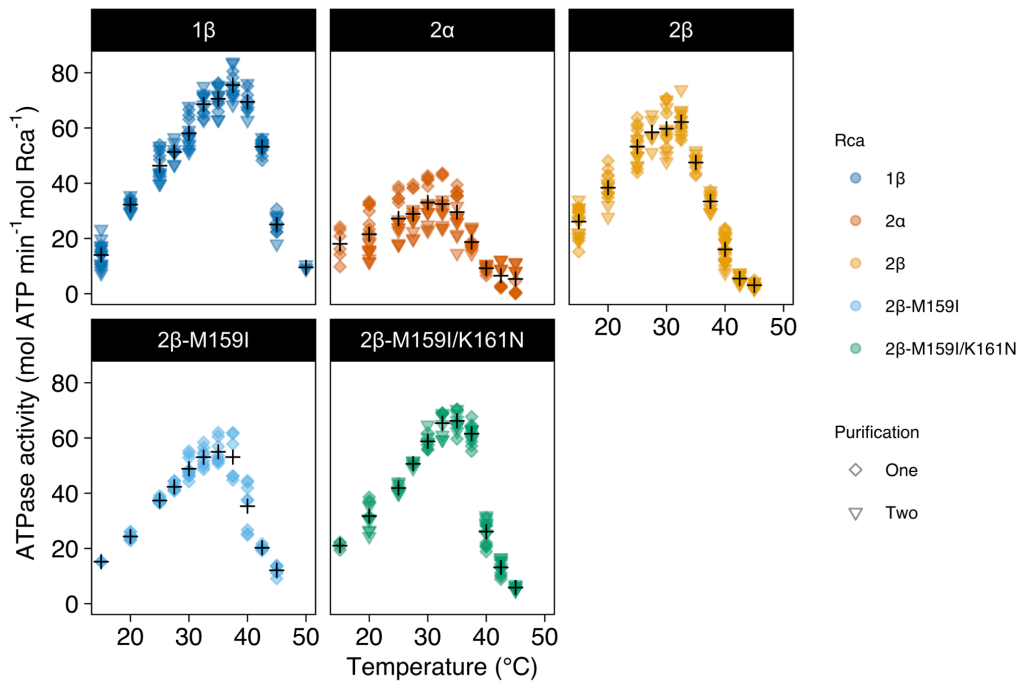 1β 2α 2β
80
60
40
20
0
20 30 40 50
2β-M159I 2β-M159I/K161N
80
60
40
20
0
20 30 40 50 20 30 40 50
Temperature (°C)
ATPase activity (mol ATP min⁻¹mol Rca⁻¹)
Rca
1β
2α
2β
2β-M159I
2β-M159I/K161N
Purification
One
Two